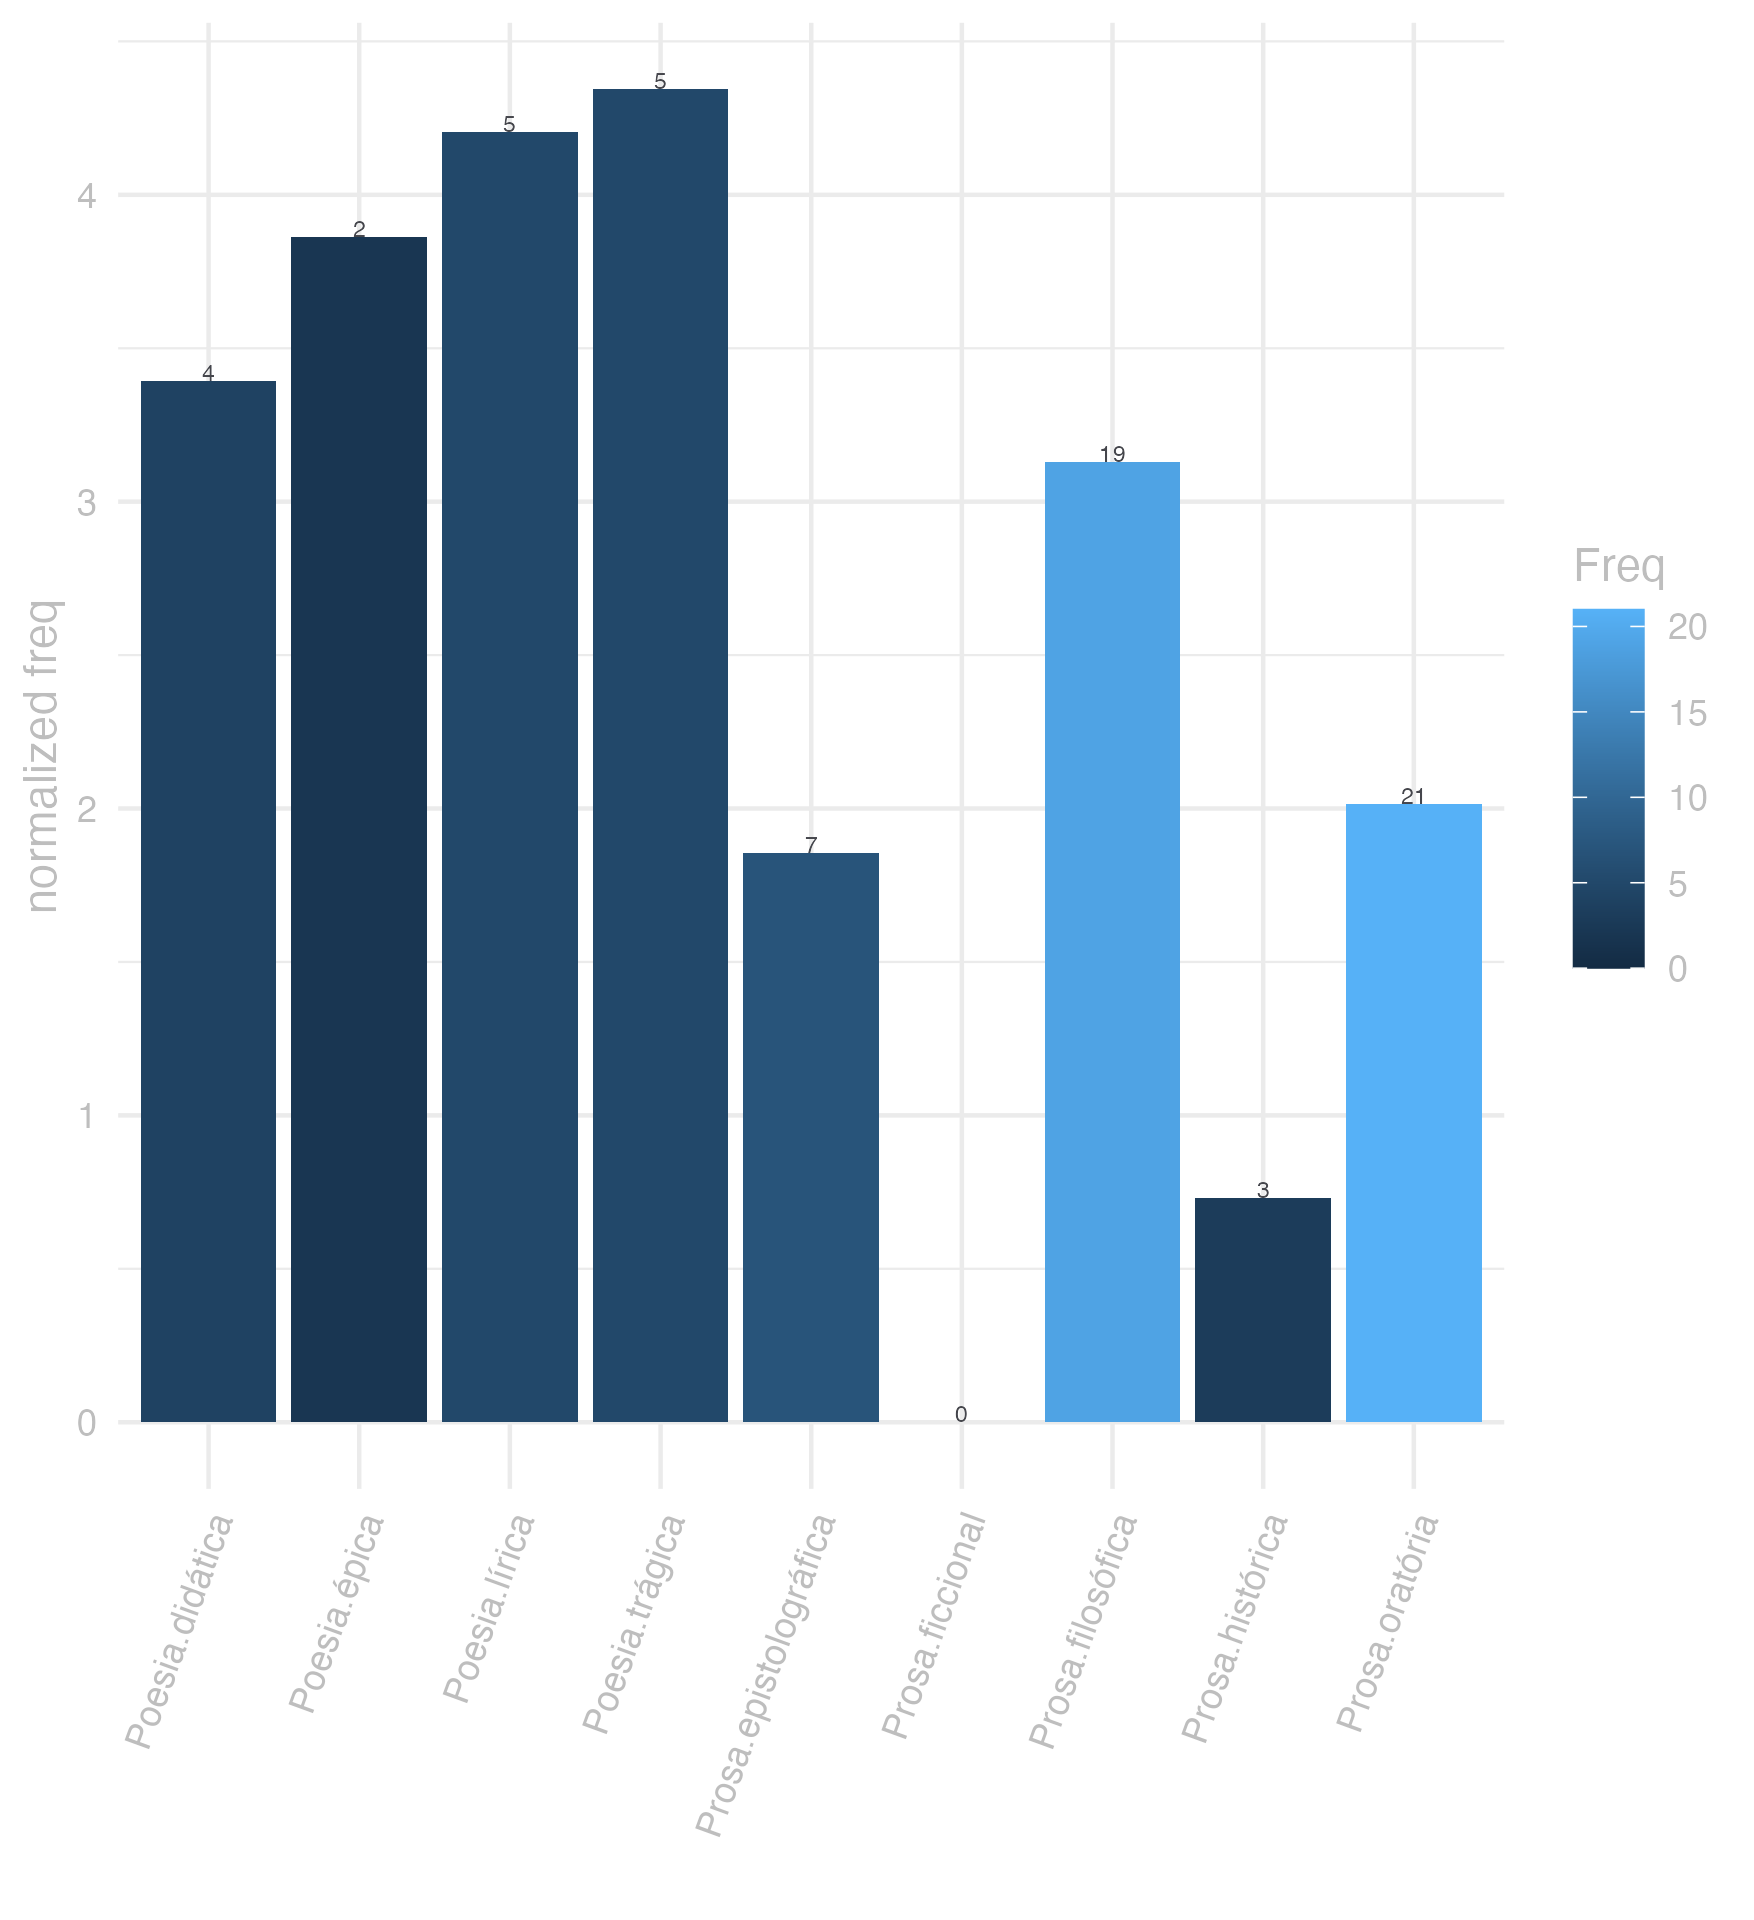 normalized freq
4
3
2
1
0
4
2
5
5
7
0
19
3
21
Poesia.didática
Poesia.épica
Poesia.lírica
Poesia.trágica
Prosa.epistolográfica
Prosa.ficcional
Prosa.filosófica
Prosa.histórica
Prosa.oratória
Freq
20
15
10
5
0